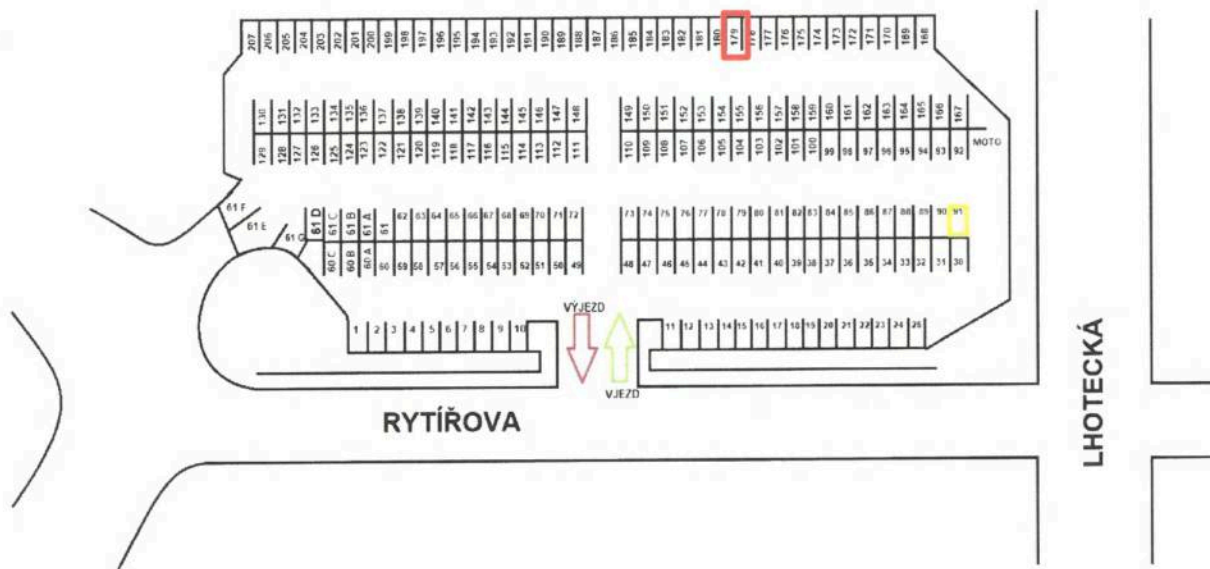 207 206 205 204 203 202 201 200 199 198 197 196 195 194 193 192 191 190 189 188 187 186 185 184 183 182 181 180 179 178 177 176 175 174 173 172 171 170 169 168
130 131 132 133 134 135 136 137 138 139 140 141 142 143 144 145 146 147 148 149 150 151 152 153 154 155 156 157 158 159 160 161 162 163 164 165 166 167
129 128 127 126 125 124 123 122 121 120 119 118 117 116 115 114 113 112 111 110 109 108 107 106 105 104 103 102 101 100 99 98 97 96 95 94 93 92 MOTO
61 F 61 E 61 G 61 D 61 C 61 B 61 A 61 62 63 64 65 66 67 68 69 70 71 72 73 74 75 76 77 78 79 80 81 82 83 84 85 86 87 88 89 90 91
60 C 60 B 60 A 60 59 58 57 56 55 54 53 52 51 50 49 48 47 46 45 44 43 42 41 40 39 38 37 36 35 34 33 32 31 30
VÝJEZD
1 2 3 4 5 6 7 8 9 10 11 12 13 14 15 16 17 18 19 20 21 22 23 24 25
VJEZD
RYTÍŘOVA
LHOTECKÁ